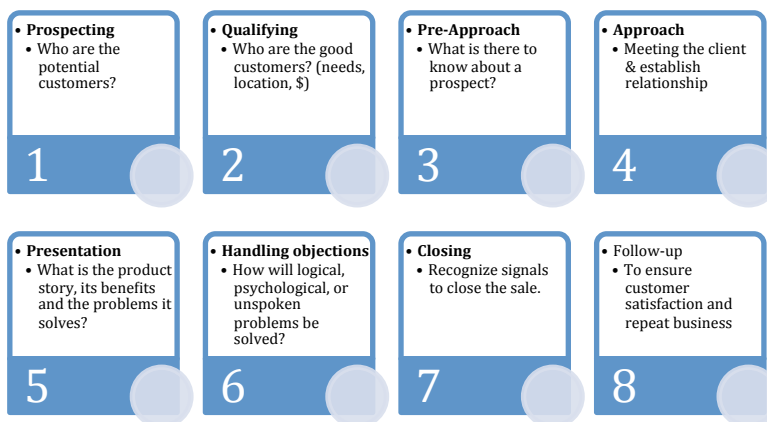 • Prospecting
• Who are the
potential
customers?
1
• Qualifying
• Who are the good
customers? (needs,
location, $)
2
• Pre-Approach
• What is there to
know about a
prospect?
3
• Approach
• Meeting the client
& establish
relationship
4
• Presentation
• What is the product
story, its benefits
and the problems it
solves?
5
• Handling objections
• How will logical,
psychological, or
unspoken
problems be
solved?
6
• Closing
• Recognize signals
to close the sale.
7
• Follow-up
• To ensure
customer
satisfaction and
repeat business
8